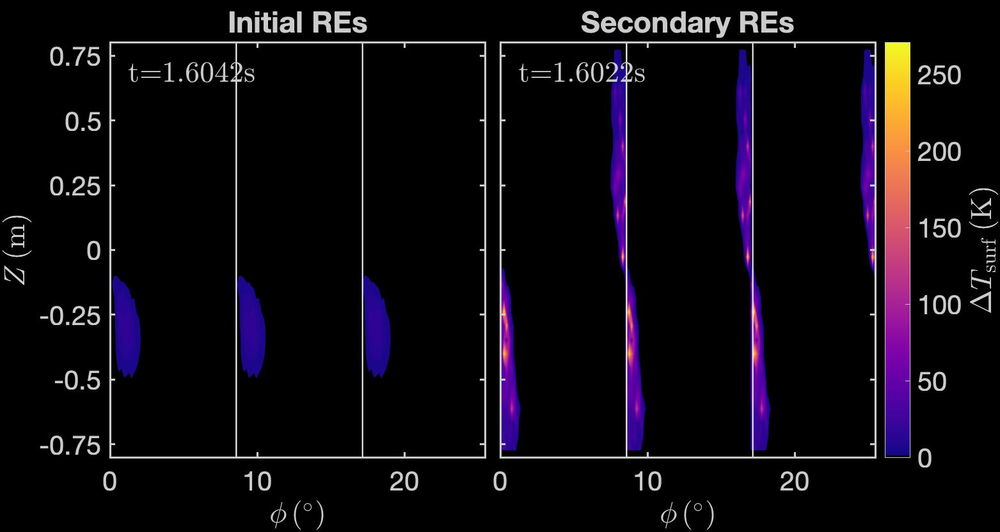 Initial REs
Secondary REs
t=1.6042s
t=1.6022s
0.75
0.5
0.25
0
-0.25
-0.5
-0.75
Z (m)
0
10
20
0
10
20
ϕ (°)
ϕ (°)
250
200
150
100
50
0
ΔT_surf (K)